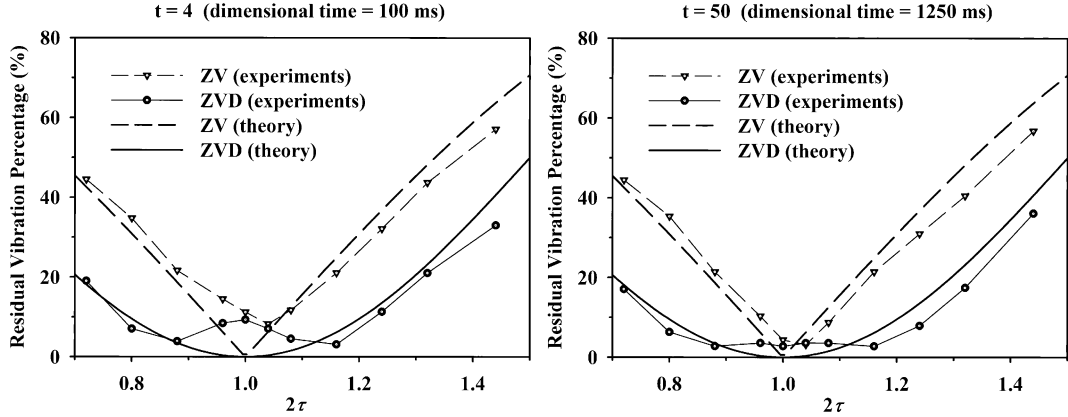 t = 4 (dimensional time = 100 ms)
Residual Vibration Percentage (%)
80
60
40
20
0
ZV (experiments)
ZVD (experiments)
ZV (theory)
ZVD (theory)
0.8
1.0
1.2
1.4
2τ
t = 50 (dimensional time = 1250 ms)
Residual Vibration Percentage (%)
80
60
40
20
0
ZV (experiments)
ZVD (experiments)
ZV (theory)
ZVD (theory)
0.8
1.0
1.2
1.4
2τ